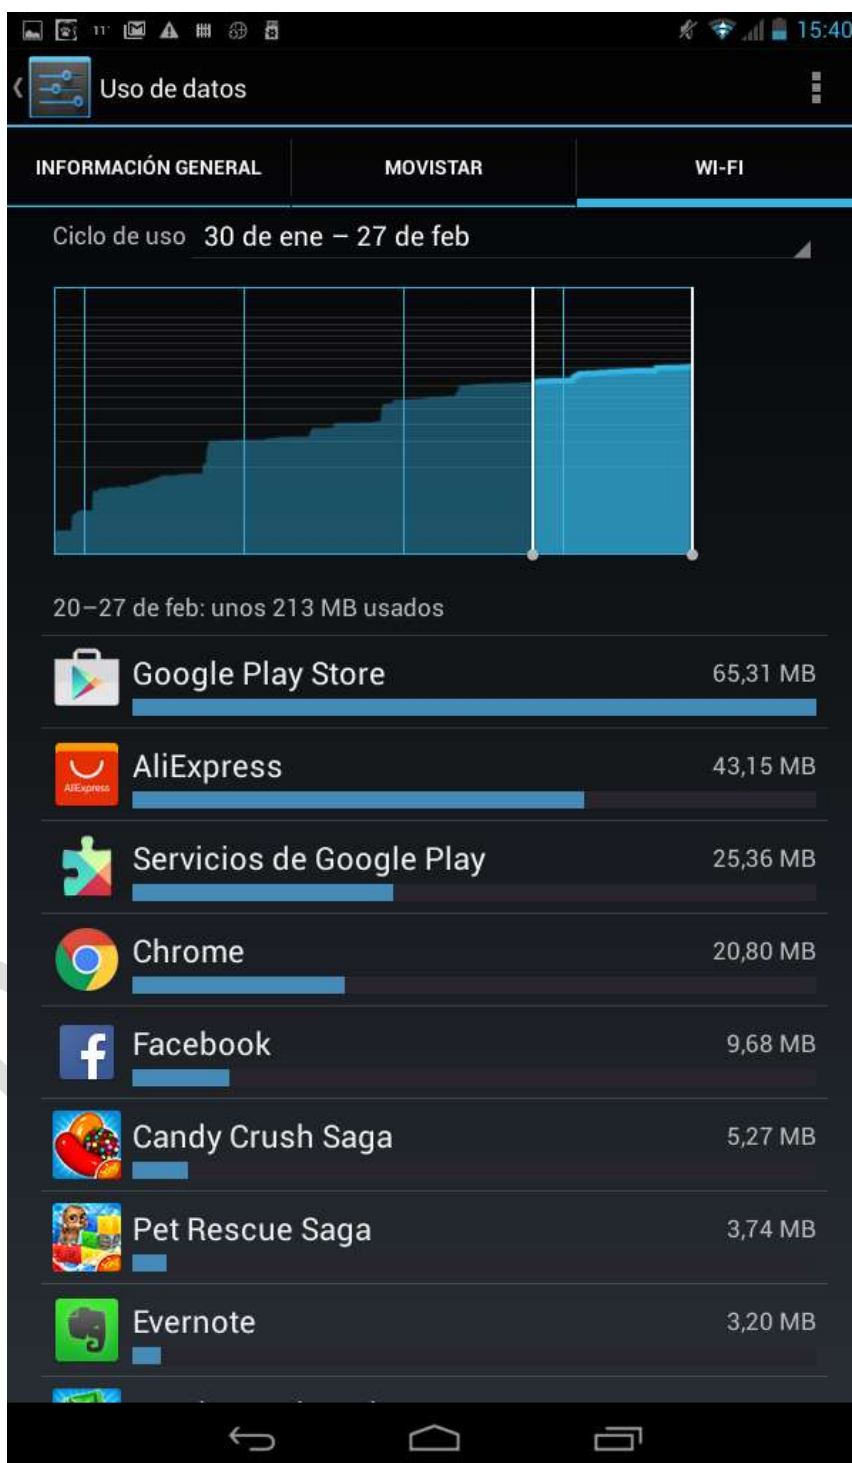 15:40
Uso de datos
INFORMACIÓN GENERAL MOVISTAR WI-FI
Ciclo de uso 30 de ene – 27 de feb
20–27 de feb: unos 213 MB usados
Google Play Store 65,31 MB
AliExpress 43,15 MB
AliExpress
Servicios de Google Play 25,36 MB
Chrome 20,80 MB
Facebook 9,68 MB
Candy Crush Saga 5,27 MB
Pet Rescue Saga 3,74 MB
Evernote 3,20 MB